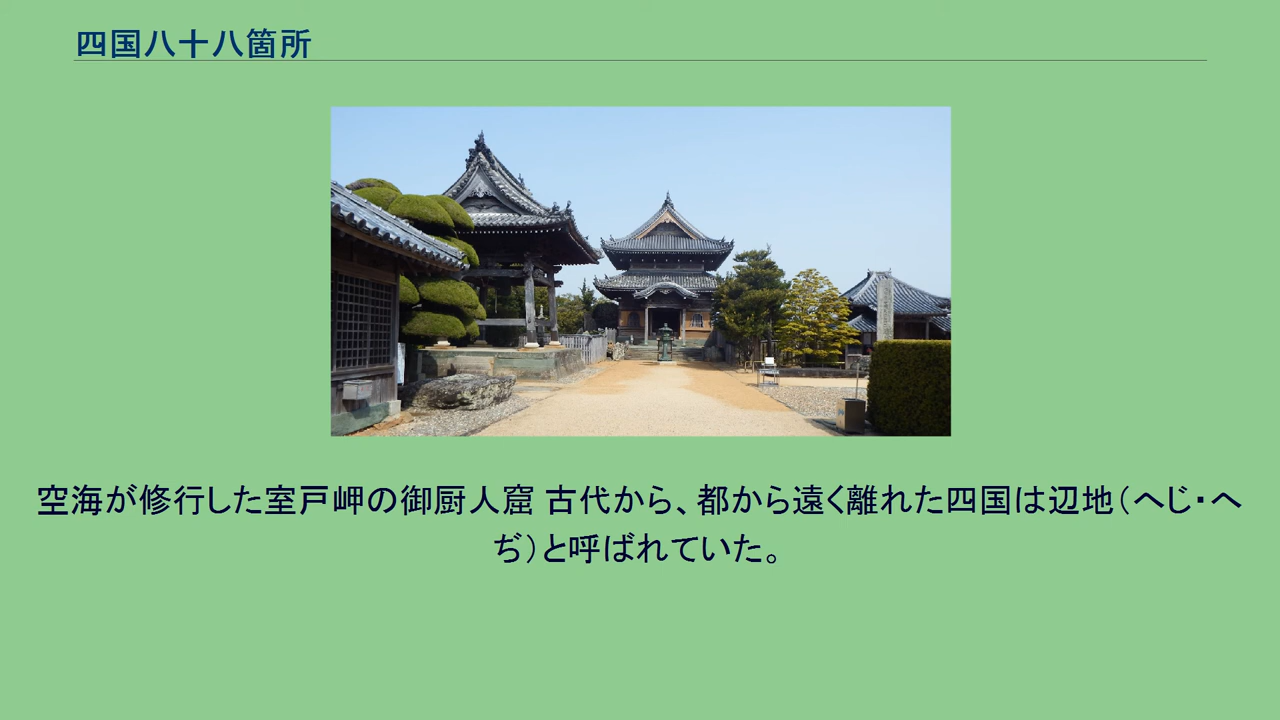 四国八十八箇所
空海が修行した室戸岬の御厨人窟 古代から、都から遠く離れた四国は辺地（へじ・へ
ぢ）と呼ばれていた。